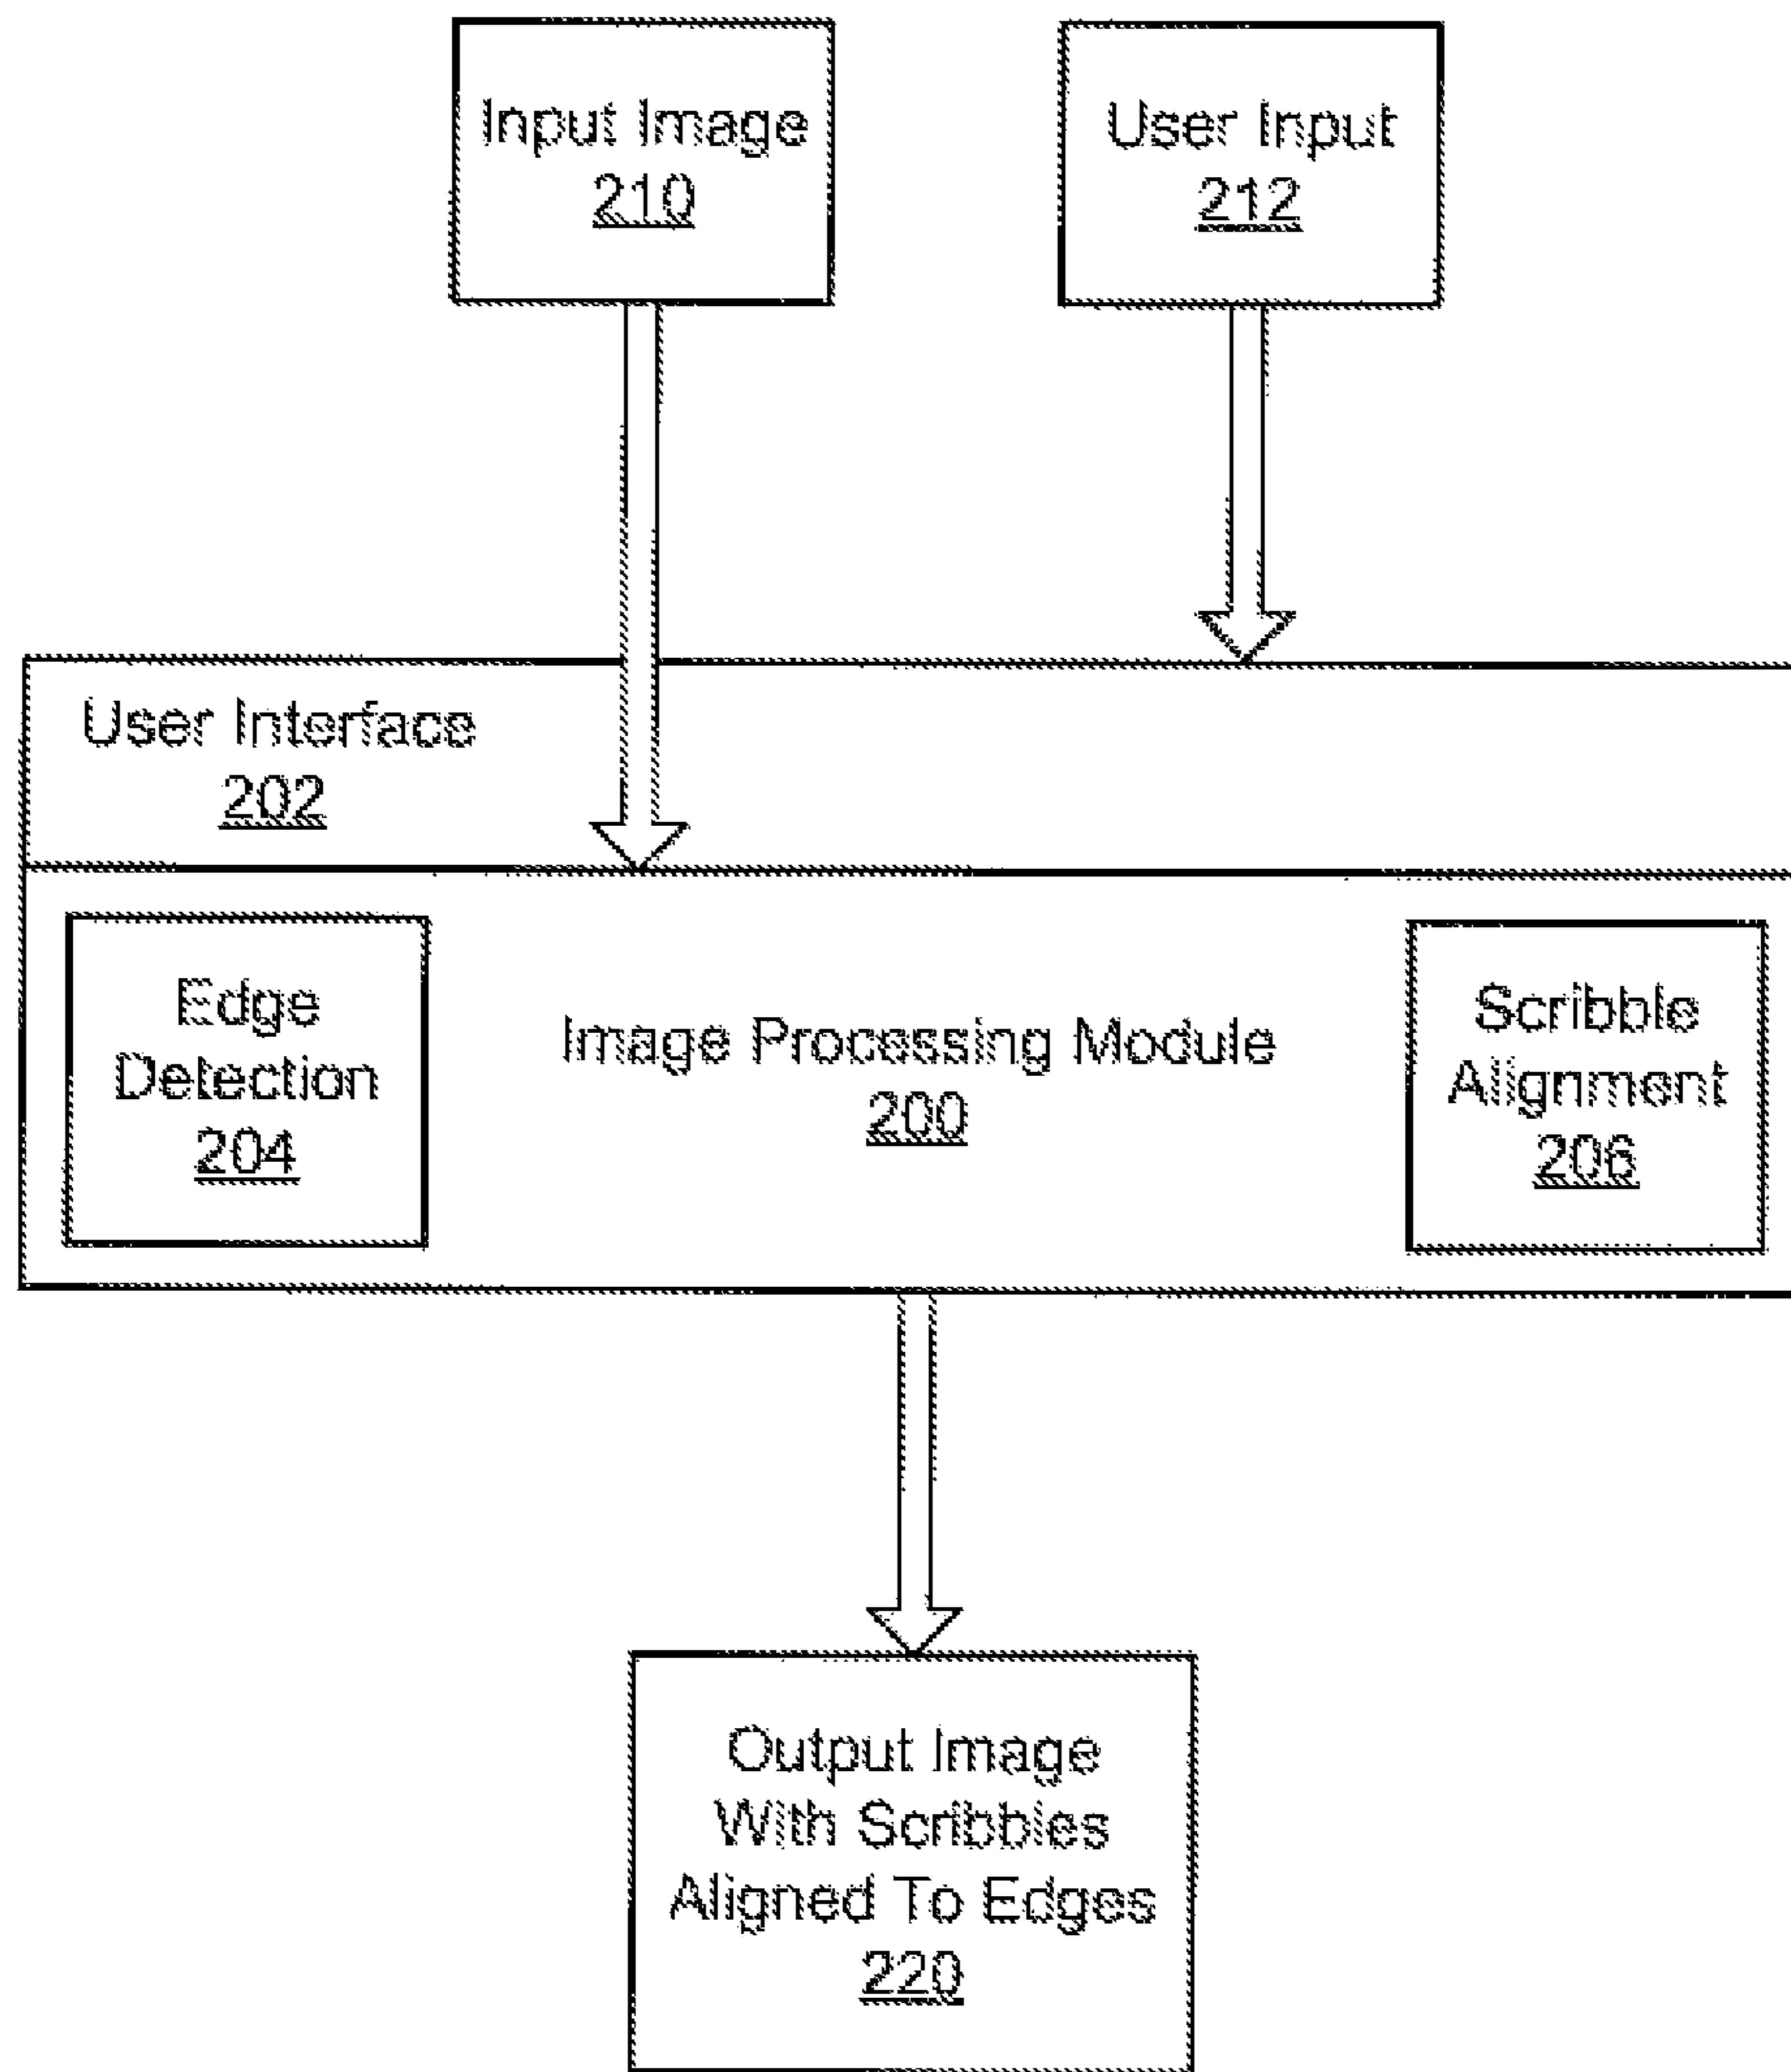 Input Image
210
User Input
212
User Interface
202
Edge
Detection
204
Image Processing Module
200
Scribble
Alignment
206
Output Image
With Scribbles
Aligned To Edges
220